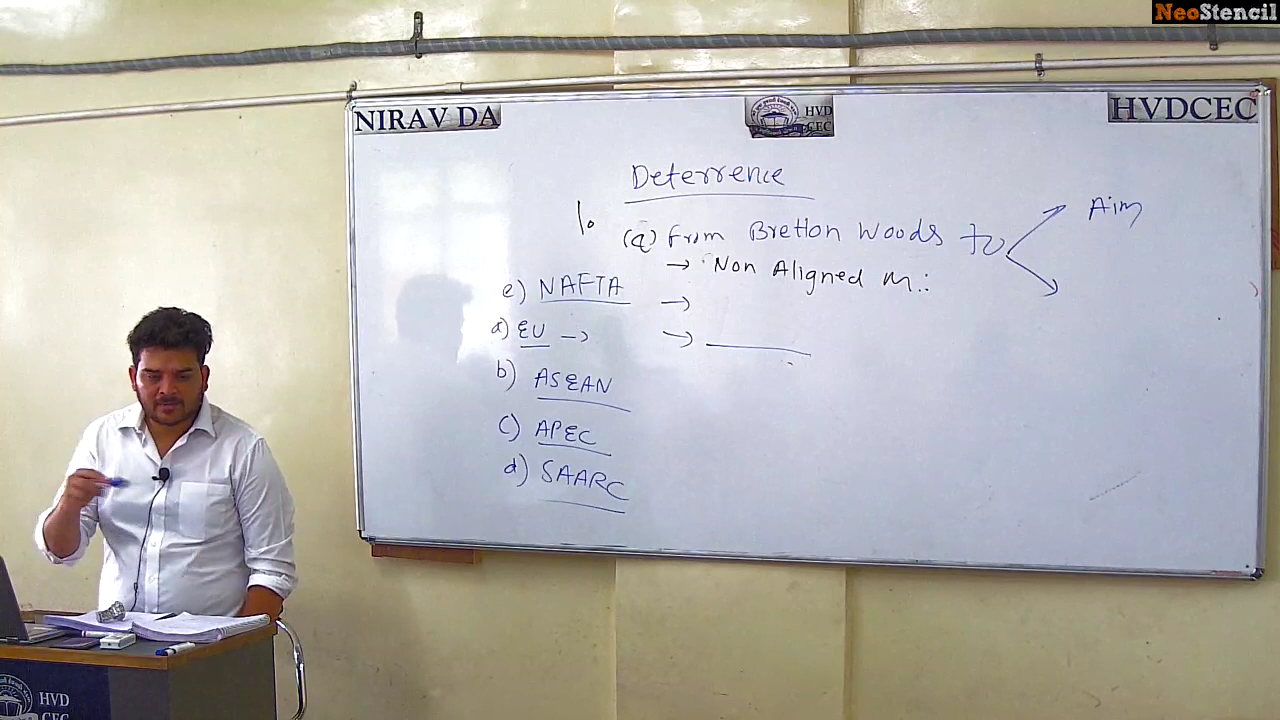 NeoStencil
NIRAV DA
HVD
CEC
HVDCEC
Deterrence
1.
(a) From Bretton Woods to
Aim
→ Non Aligned M.:
e) NAFTA →
a) EU → →
b) ASEAN
c) APEC
d) SAARC
HVD
CEC